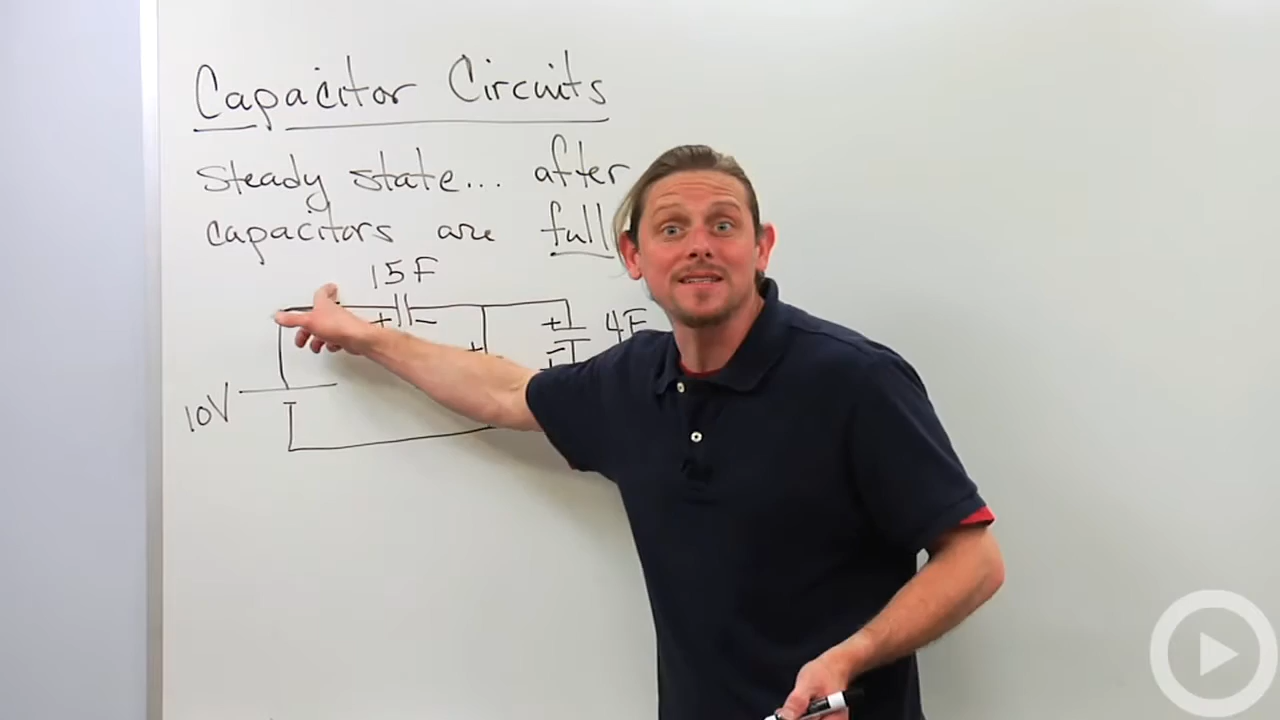 Capacitor Circuits
steady state... after
capacitors are full
15F
+ -
+
+ 4F
-
+
10V